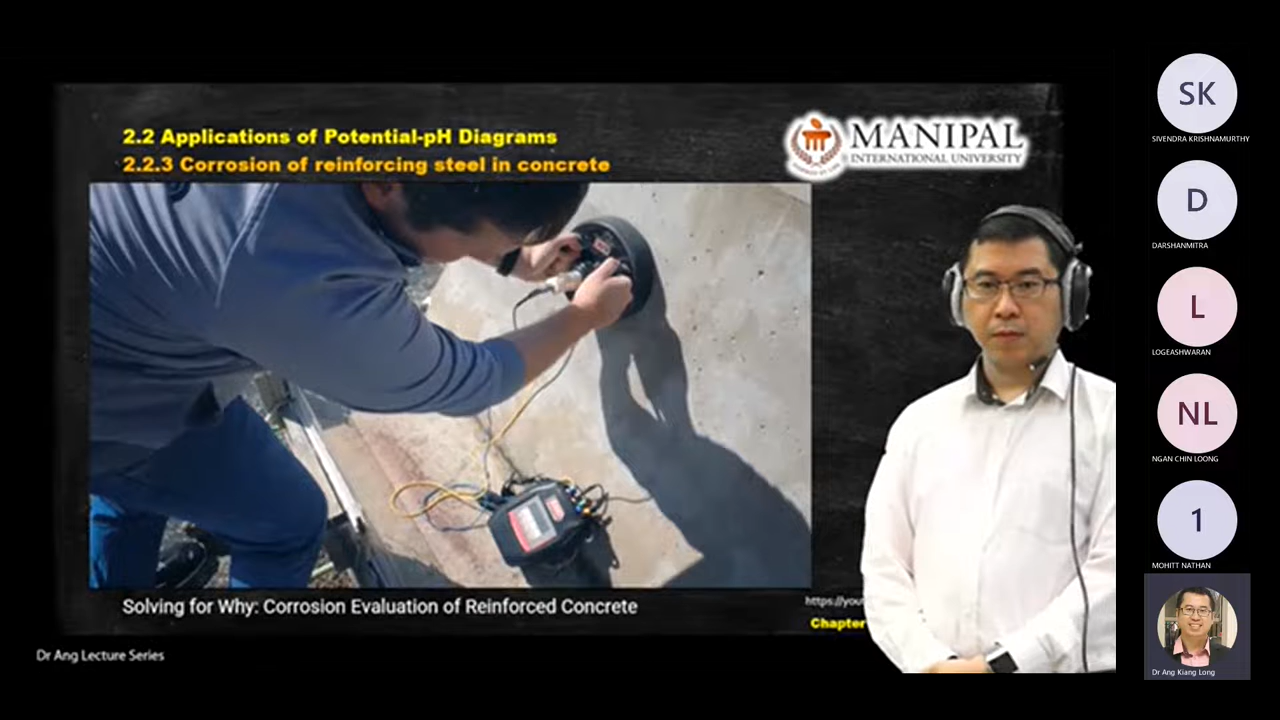 2.2 Applications of Potential-pH Diagrams
2.2.3 Corrosion of reinforcing steel in concrete
MANIPAL
INTERNATIONAL UNIVERSITY
Solving for Why: Corrosion Evaluation of Reinforced Concrete
https://you
Chapter
Dr Ang Lecture Series
SK
SIVENDRA KRISHNAMURTHY
D
DARSHANMITRA
L
LOGEASHWARAN
NL
NGAN CHIN LOONG
1
MOHITT NATHAN
Dr Ang Kiang Long